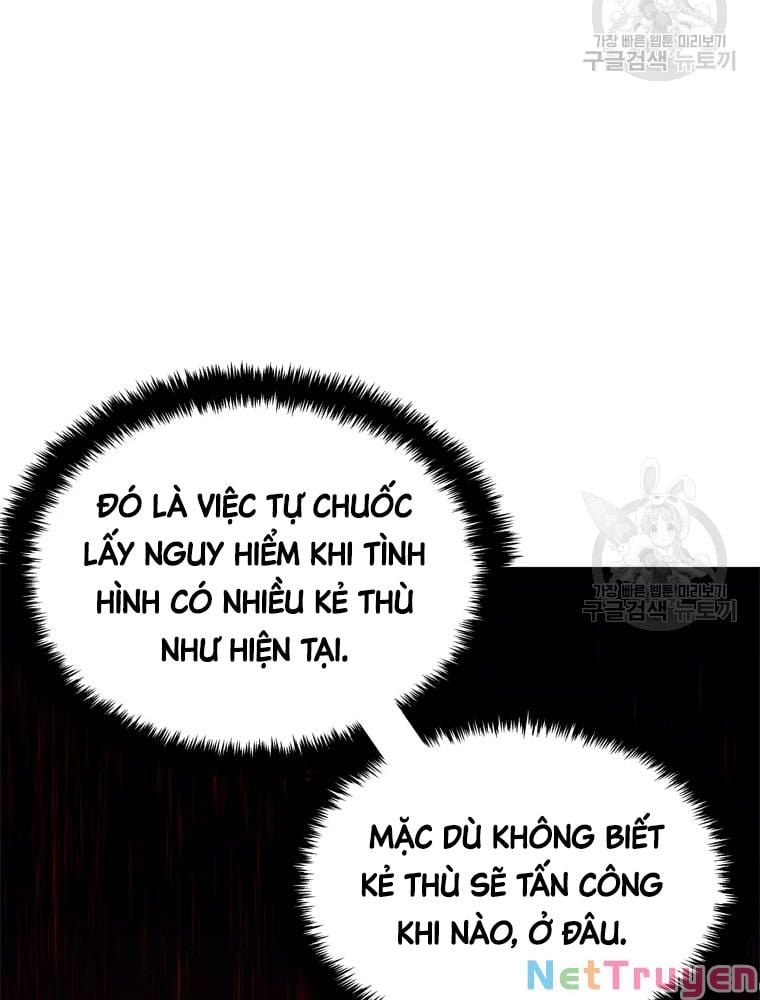 가장 빠른 웹툰 미리보기
구글검색 뉴토끼
ĐÓ LÀ VIỆC TỰ CHUỐC
LẤY NGUY HIỂM KHI TÌNH
HÌNH CÓ NHIỀU KẺ THÙ
NHƯ HIỆN TẠI.
가장 빠른 웹툰 미리보기
구글검색 뉴토끼
MẶC DÙ KHÔNG BIẾT
KẺ THÙ SẼ TẤN CÔNG
KHI NÀO, Ở ĐÂU.
NetTruyen